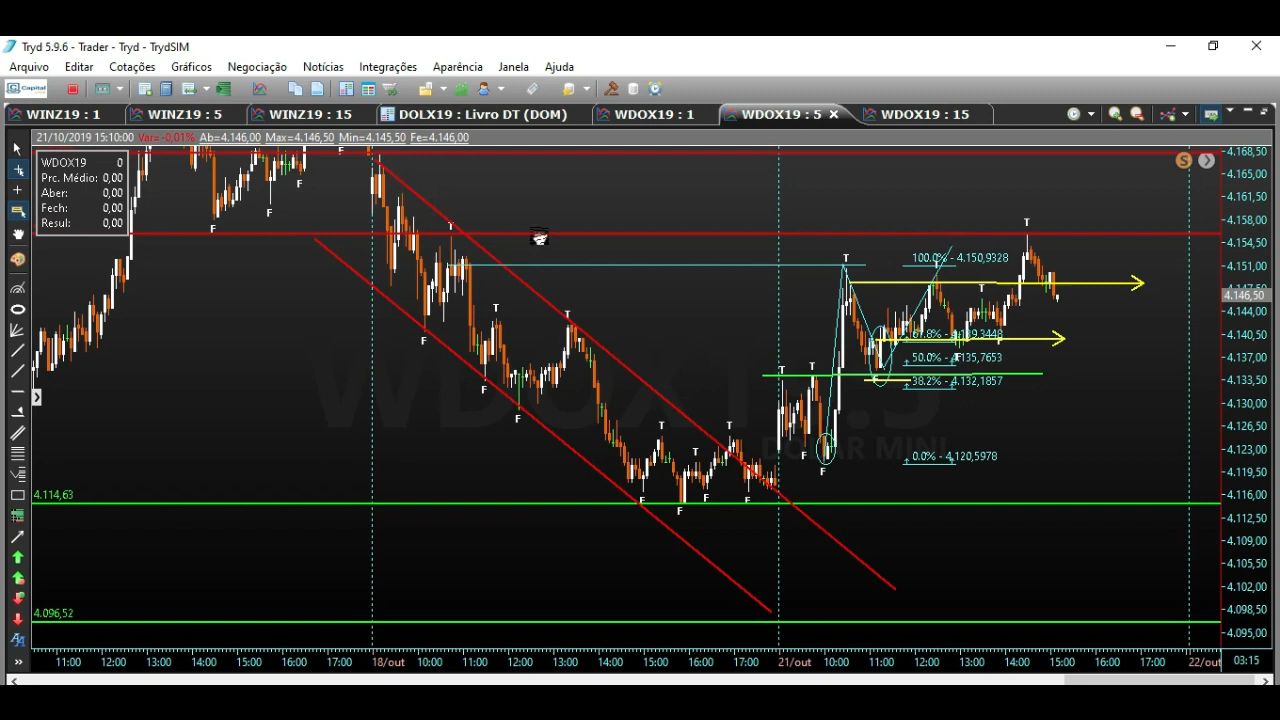 Tryd 5.9.6 - Trader - Tryd - TrydSIM
Arquivo Editar Cotações Gráficos Negociação Notícias Integrações Aparência Janela Ajuda
Capital
WINZ19 : 1 WINZ19 : 5 WINZ19 : 15 DOLX19 : Livro DT (DOM) WDOX19 : 1 WDOX19 : 5 WDOX19 : 15
21/10/2019 15:10:00 Var=-0,01% Ab=4.146,00 Max=4.146,50 Min=4.145,50 Fe=4.146,00
WDOX19 0
Prc. Médio: 0,00
Aber: 0,00
Fech: 0,00
Resul: 0,00
S
4.168,50
4.165,00
4.161,50
4.158,00
4.154,50
4.151,00
4.146,50
4.144,00
4.140,50
4.137,00
4.133,50
4.130,00
4.126,50
4.123,00
4.119,50
4.116,00
4.112,50
4.109,00
4.105,50
4.102,00
4.098,50
4.095,00
100.0% - 4.150,9328
61.8% - 4.139,3448
50.0% - 4.135,7653
38.2% - 4.132,1857
0.0% - 4.120,5978
WDOX19:5
DOLAR MINI
4.114,63
4.096,52
11:00 12:00 13:00 14:00 15:00 16:00 17:00 18/out 10:00 11:00 12:00 13:00 14:00 15:00 16:00 17:00 21/out 10:00 11:00 12:00 13:00 14:00 15:00 16:00 17:00 22/out 03:15